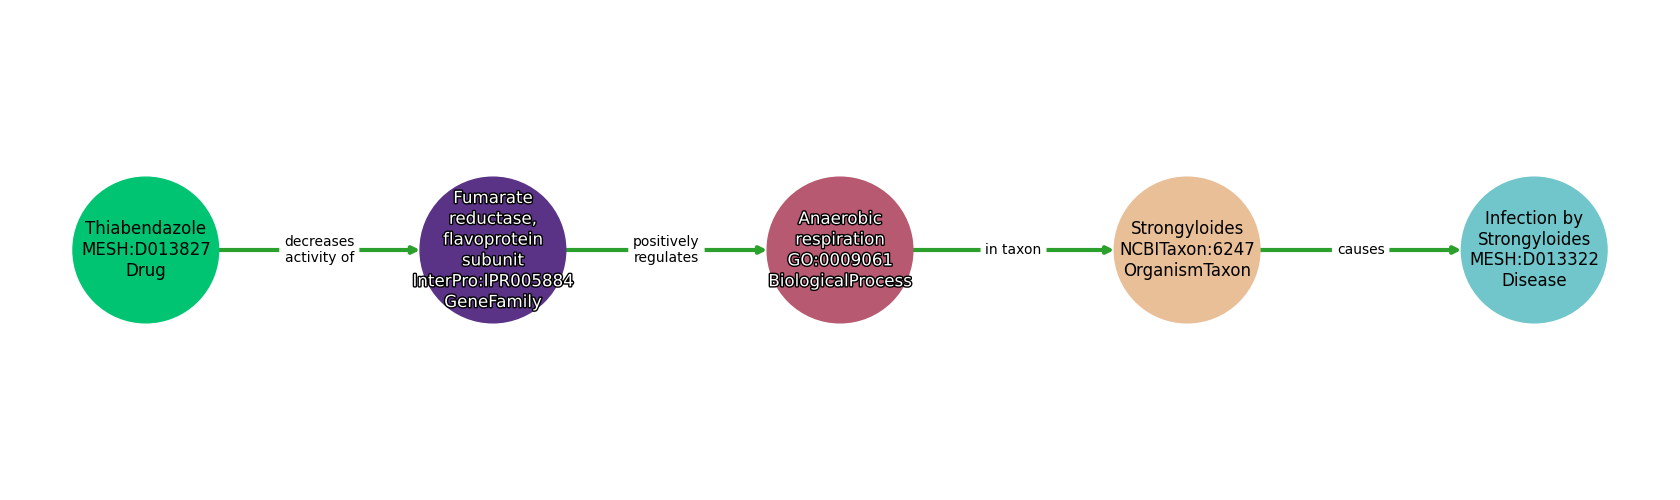 Thiabendazole
MESH:D013827
Drug
decreases
activity of
Fumarate
reductase,
flavoprotein
subunit
InterPro:IPR005884
GeneFamily
positively
regulates
Anaerobic
respiration
GO:0009061
BiologicalProcess
in taxon
Strongyloides
NCBITaxon:6247
OrganismTaxon
causes
Infection by
Strongyloides
MESH:D013322
Disease